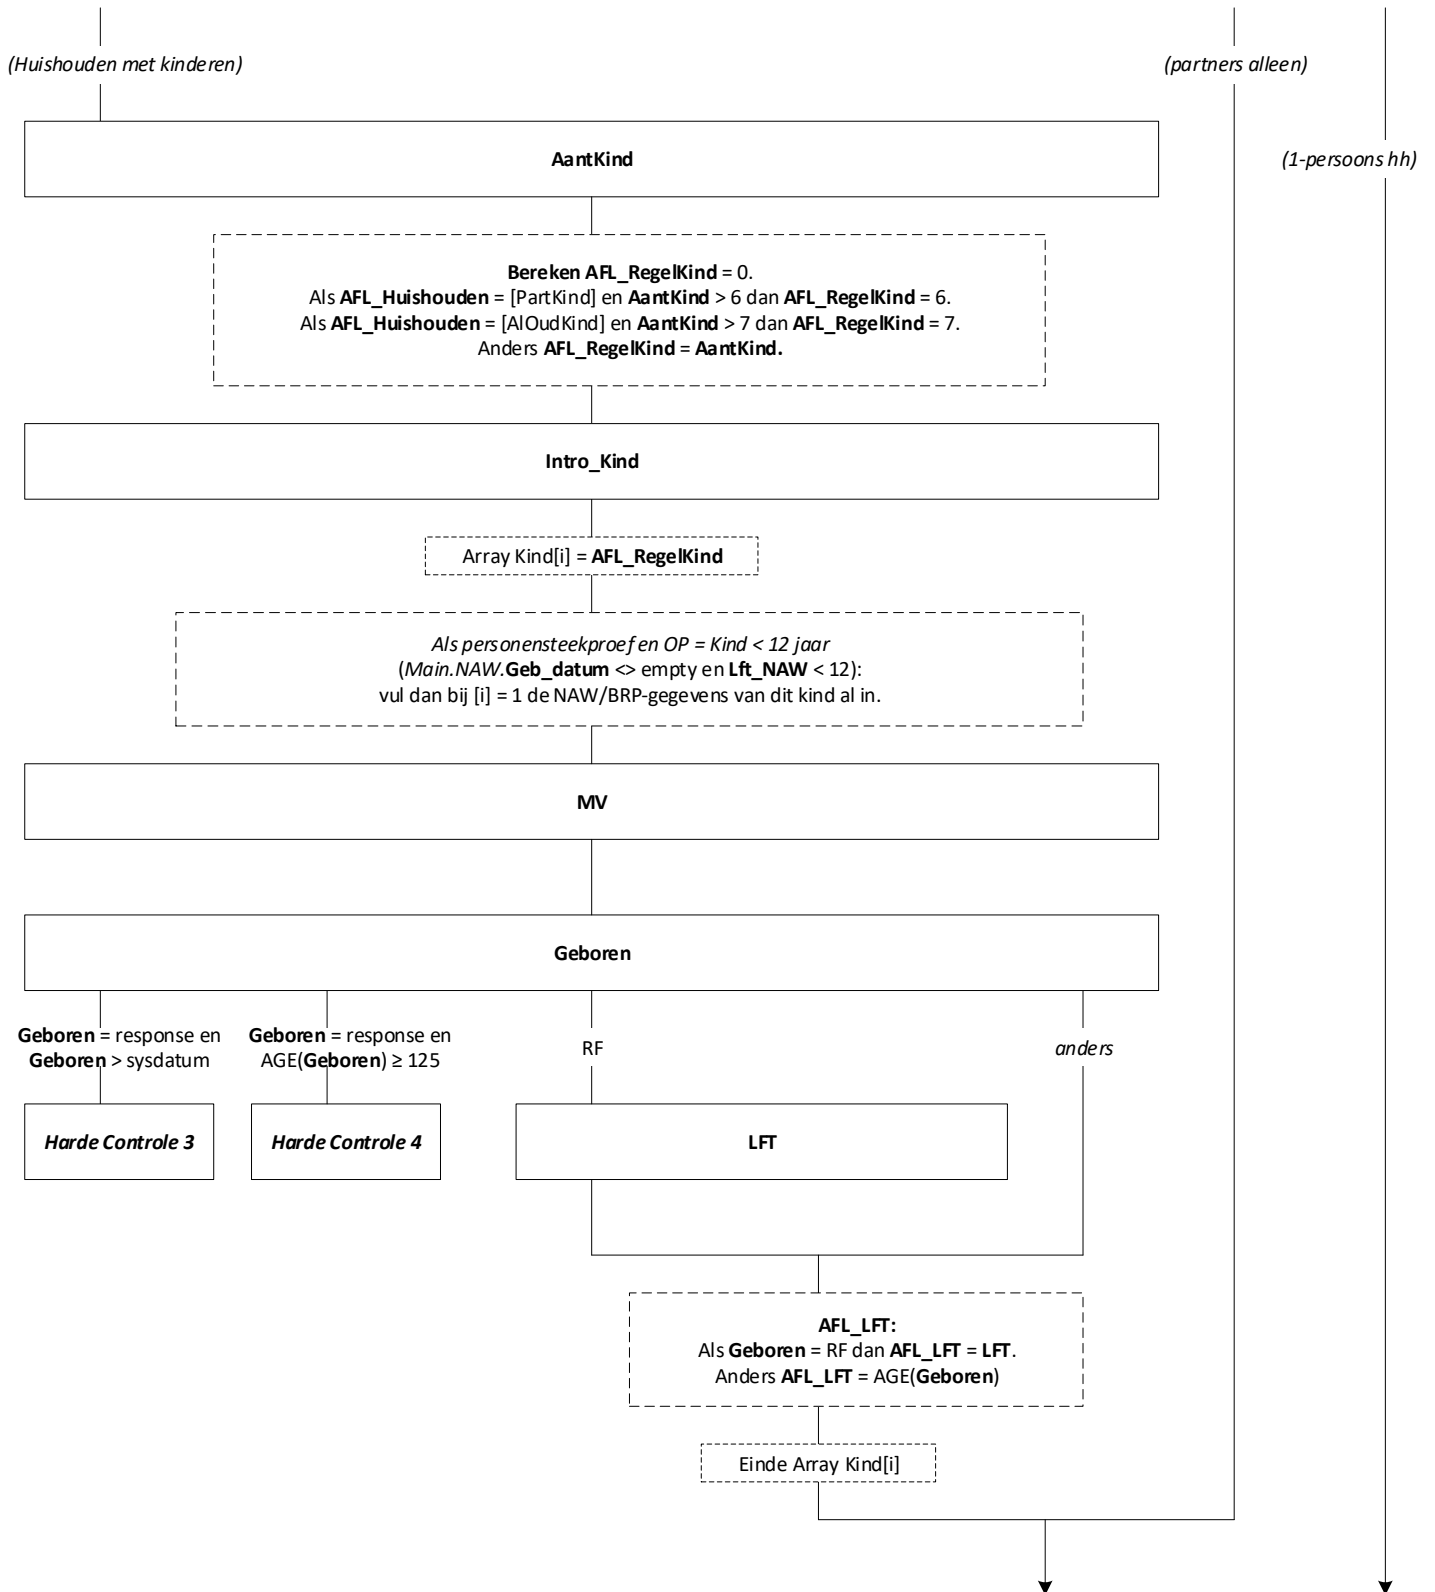 (Huishouden met kinderen)
(partners alleen)
AantKind
(1-persoons hh)
Bereken AFL_RegelKind = 0.
Als AFL_Huishouden = [PartKind] en AantKind > 6 dan AFL_RegelKind = 6.
Als AFL_Huishouden = [AlOudKind] en AantKind > 7 dan AFL_RegelKind = 7.
Anders AFL_RegelKind = AantKind.
Intro_Kind
Array Kind[i] = AFL_RegelKind
Als personensteekproef en OP = Kind < 12 jaar
(Main.NAW.Geb_datum <> empty en Lft_NAW < 12):
vul dan bij [i] = 1 de NAW/BRP-gegevens van dit kind al in.
MV
Geboren
Geboren = response en
Geboren > sysdatum
Geboren = response en
AGE(Geboren) ≥ 125
RF
anders
Harde Controle 3
Harde Controle 4
LFT
AFL_LFT:
Als Geboren = RF dan AFL_LFT = LFT.
Anders AFL_LFT = AGE(Geboren)
Einde Array Kind[i]